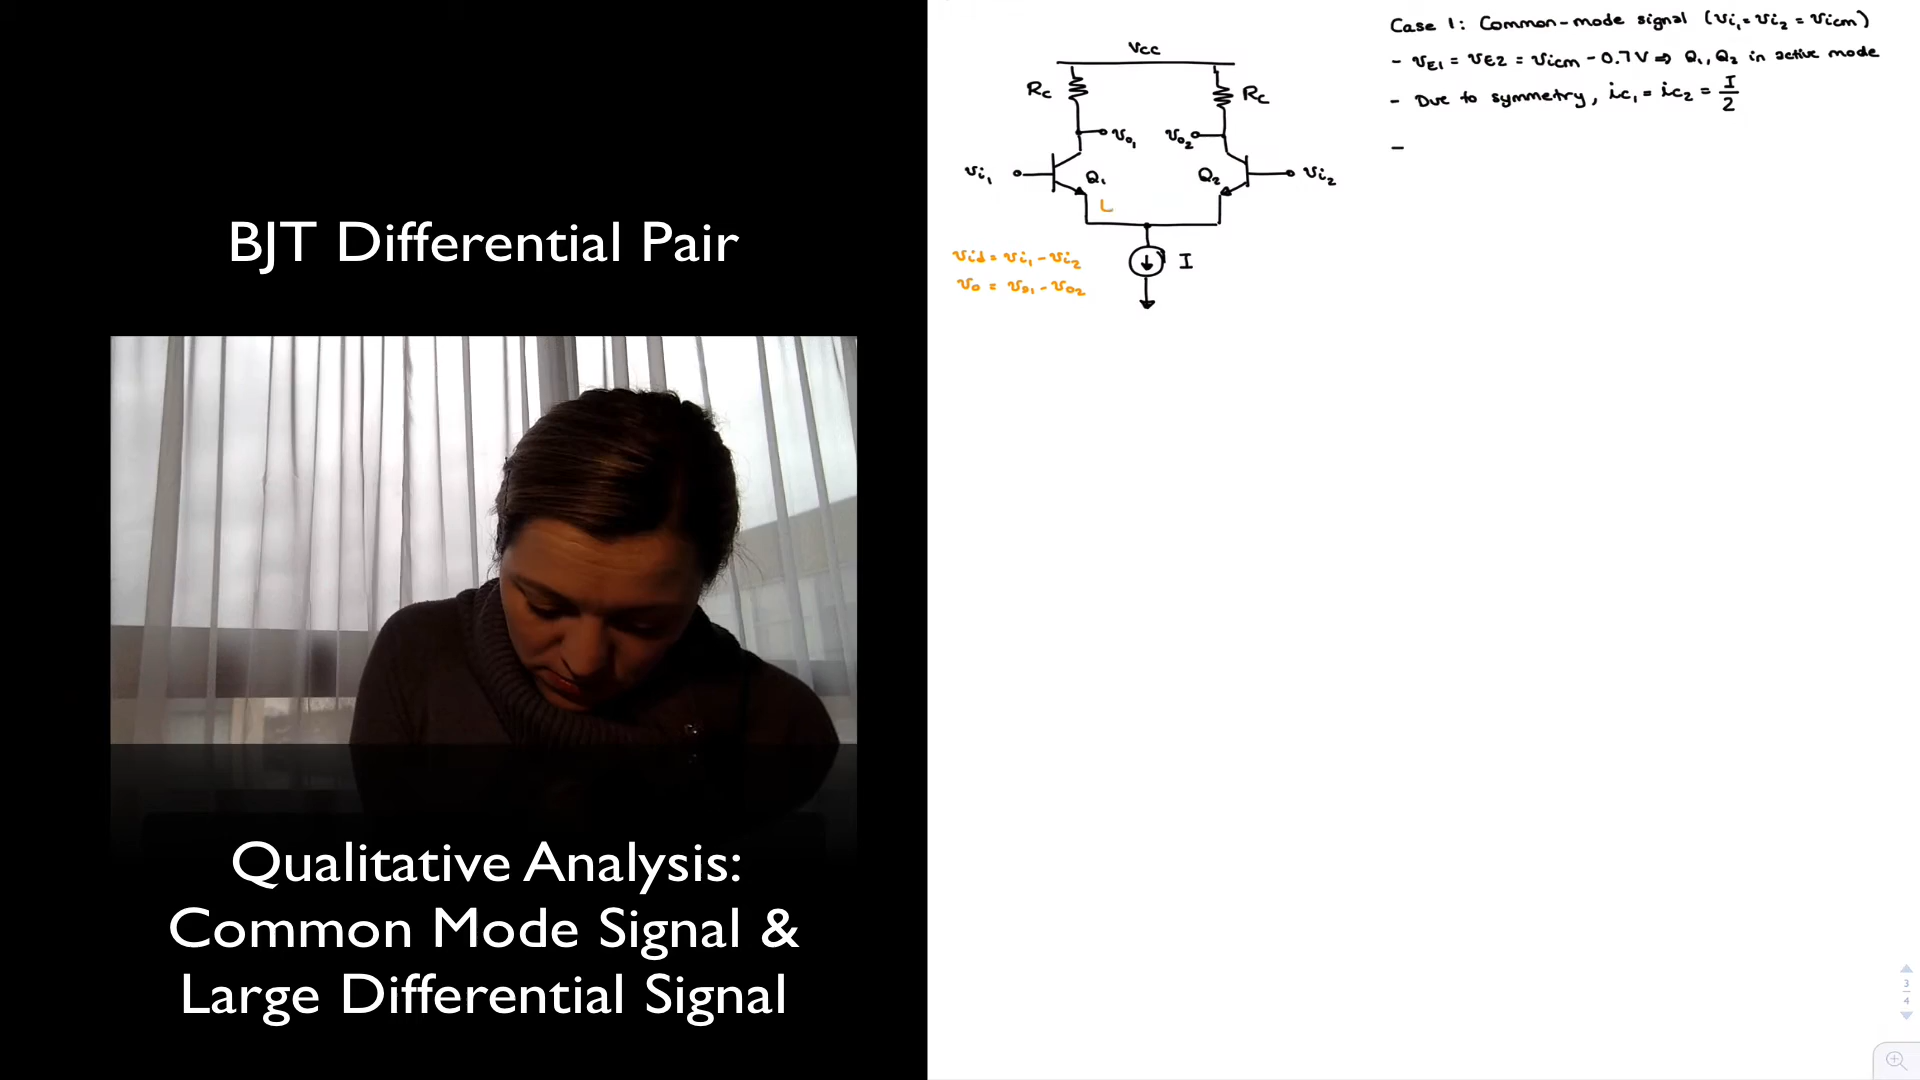 BJT Differential Pair
Qualitative Analysis:
Common Mode Signal &
Large Differential Signal
Vcc
Rc
Rc
vo₁
vo₂
vi₁
Q₁
Q₂
vi₂
L
I
vid = vi₁ - vi₂
vo = vo₁ - vo₂
Case 1: Common-mode signal (vi₁ = vi₂ = vicm)
- vE1 = vE2 = vicm - 0.7V ⇒ Q₁, Q₂ in active mode
- Due to symmetry, ic₁ = ic₂ = I/2
-
3
4